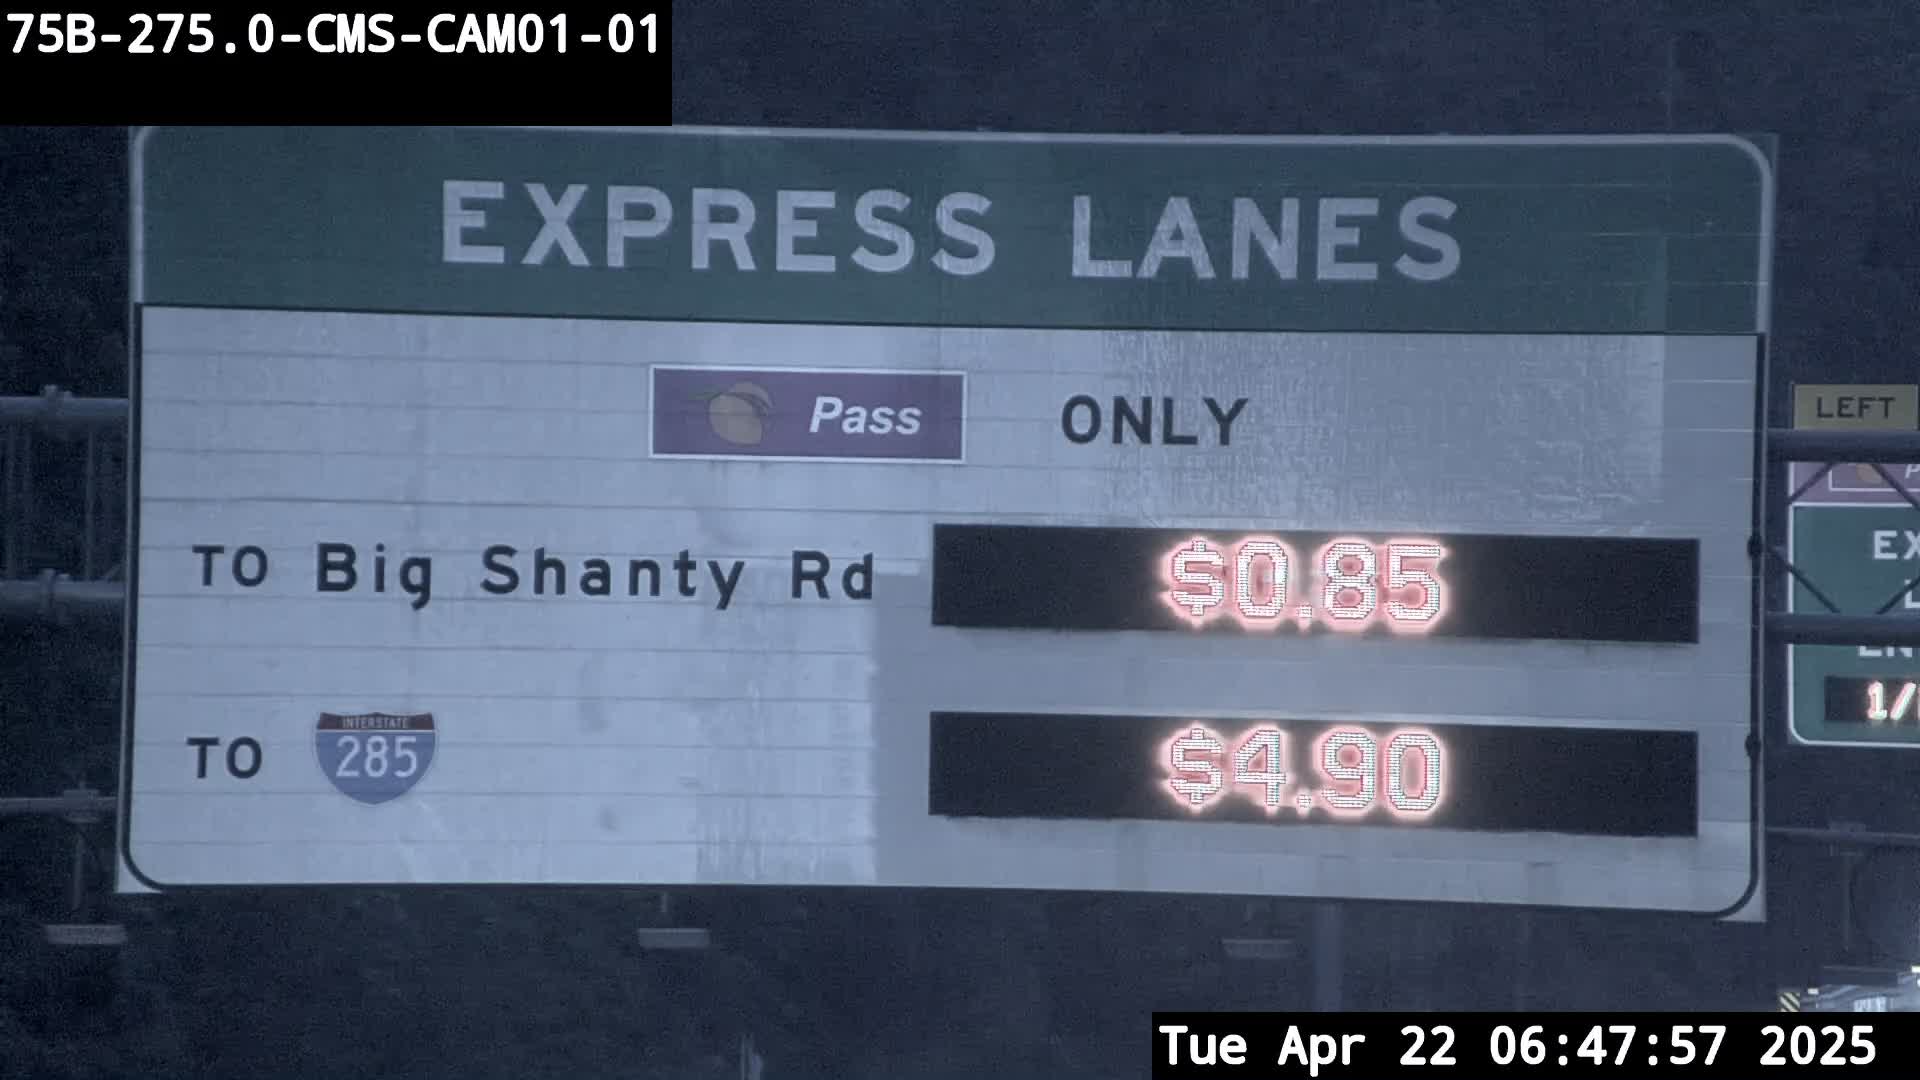 75B-275.0-CMS-CAM01-01
EXPRESS LANES
Pass ONLY
TO Big Shanty Rd $0.85
TO INTERSTATE 285 $4.90
LEFT
Tue Apr 22 06:47:57 2025